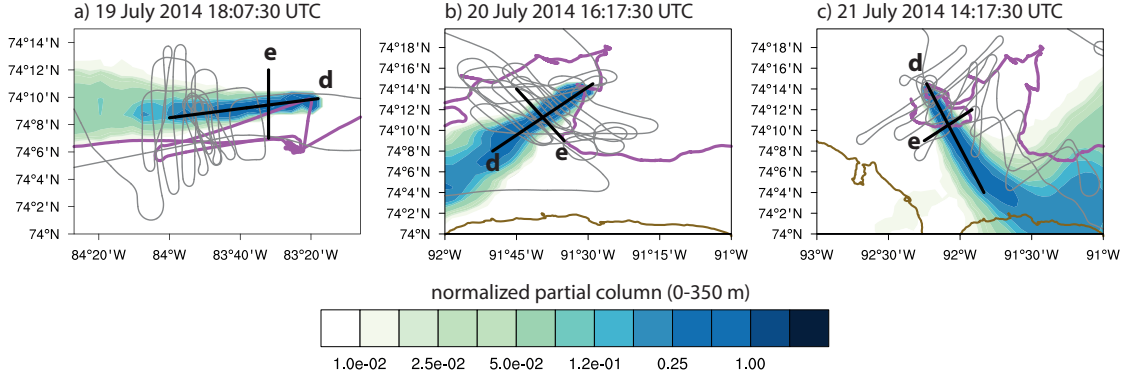 a) 19 July 2014 18:07:30 UTC
b) 20 July 2014 16:17:30 UTC
c) 21 July 2014 14:17:30 UTC
74°14'N
74°12'N
74°10'N
74°8'N
74°6'N
74°4'N
74°2'N
74°N
e
d
84°20'W
84°W
83°40'W
83°20'W
74°18'N
74°16'N
74°14'N
74°12'N
74°10'N
74°8'N
74°6'N
74°4'N
74°2'N
74°N
d
e
92°W
91°45'W
91°30'W
91°15'W
91°W
74°18'N
74°16'N
74°14'N
74°12'N
74°10'N
74°8'N
74°6'N
74°4'N
74°2'N
74°N
d
e
93°W
92°30'W
92°W
91°30'W
91°W
normalized partial column (0-350 m)
1.0e-02 2.5e-02 5.0e-02 1.2e-01 0.25 1.00